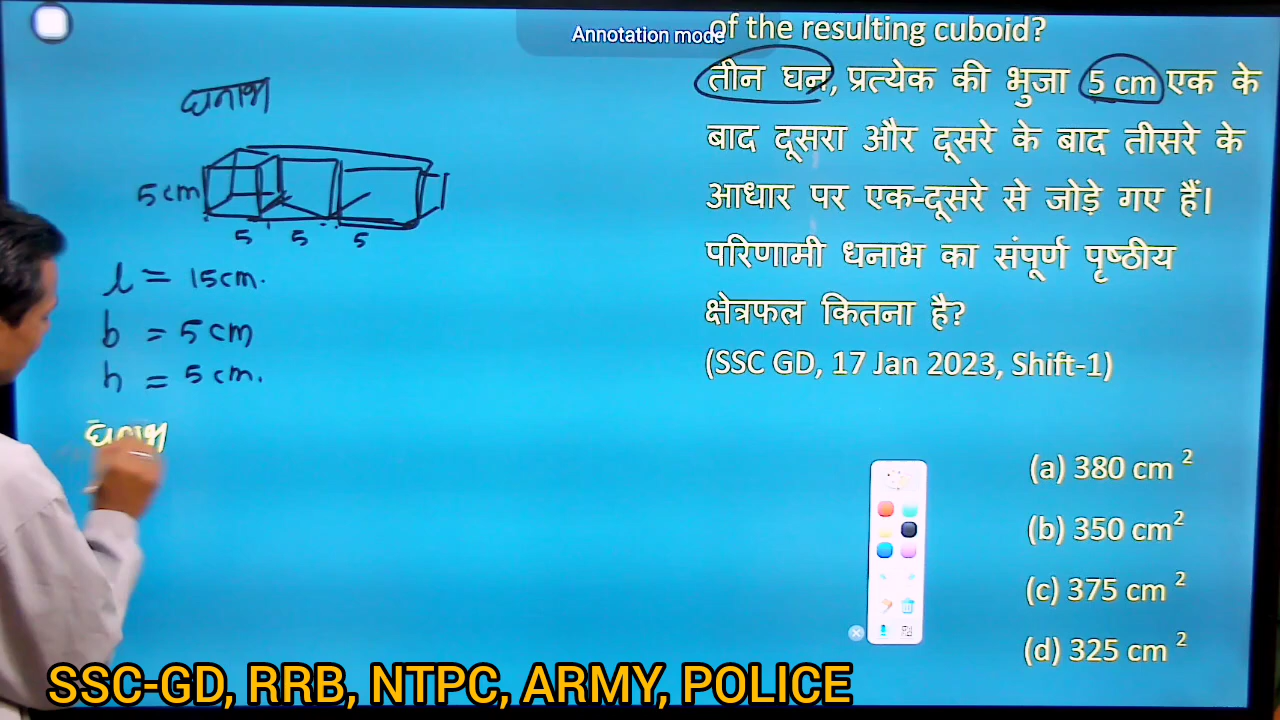 Annotation mode
of the resulting cuboid?
तीन घन, प्रत्येक की भुजा 5 cm एक के
बाद दूसरा और दूसरे के बाद तीसरे के
आधार पर एक-दूसरे से जोड़े गए हैं।
परिणामी धनाभ का संपूर्ण पृष्ठीय
क्षेत्रफल कितना है?
(SSC GD, 17 Jan 2023, Shift-1)
(a) 380 cm ²
(b) 350 cm²
(c) 375 cm ²
(d) 325 cm ²
घनाभ
5cm
5 5 5
l = 15cm.
b = 5cm
h = 5cm.
घनाभ
SSC-GD, RRB, NTPC, ARMY, POLICE